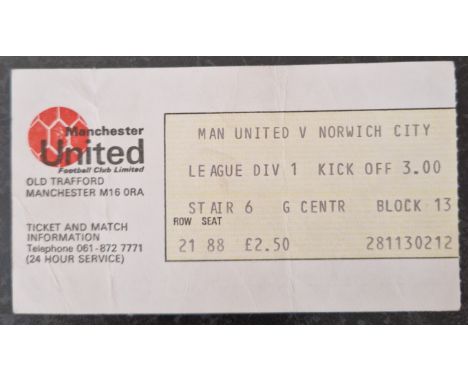 Manchester
United
Football Club Limited
OLD TRAFFORD
MANCHESTER M16 0RA
TICKET AND MATCH
INFORMATION
Telephone 061-872 7771
(24 HOUR SERVICE)
MAN UNITED V NORWICH CITY
LEAGUE DIV 1 KICK OFF 3.00
STAIR 6 G CENTR BLOCK 13
ROW SEAT
21 88 £2.50 281130212